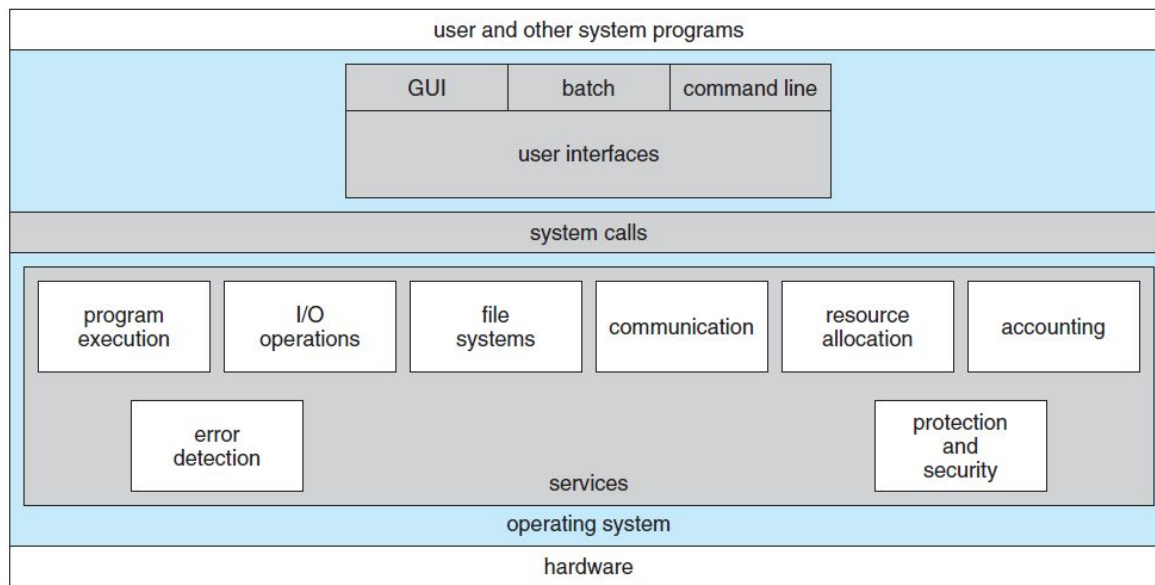 user and other system programs
GUI
batch
command line
user interfaces
system calls
program
execution
I/O
operations
file
systems
communication
resource
allocation
accounting
error
detection
protection
and
security
services
operating system
hardware